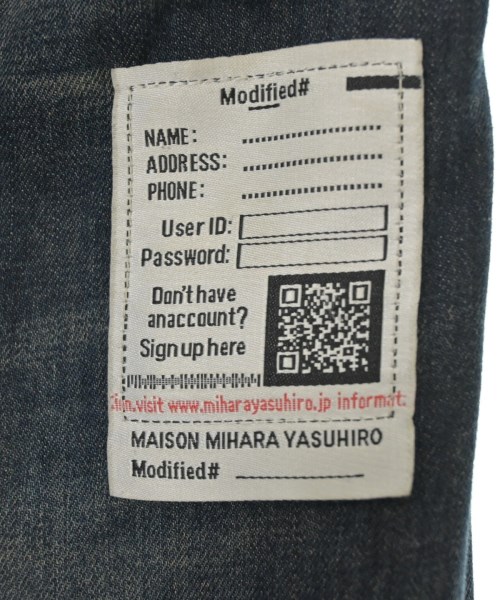 Modified#
NAME:
ADDRESS:
PHONE:
User ID:
Password:
Don't have
anaccount?
Sign up here
visit www.miharayasuhiro.jp informat
MAISON MIHARA YASUHIRO
Modified#